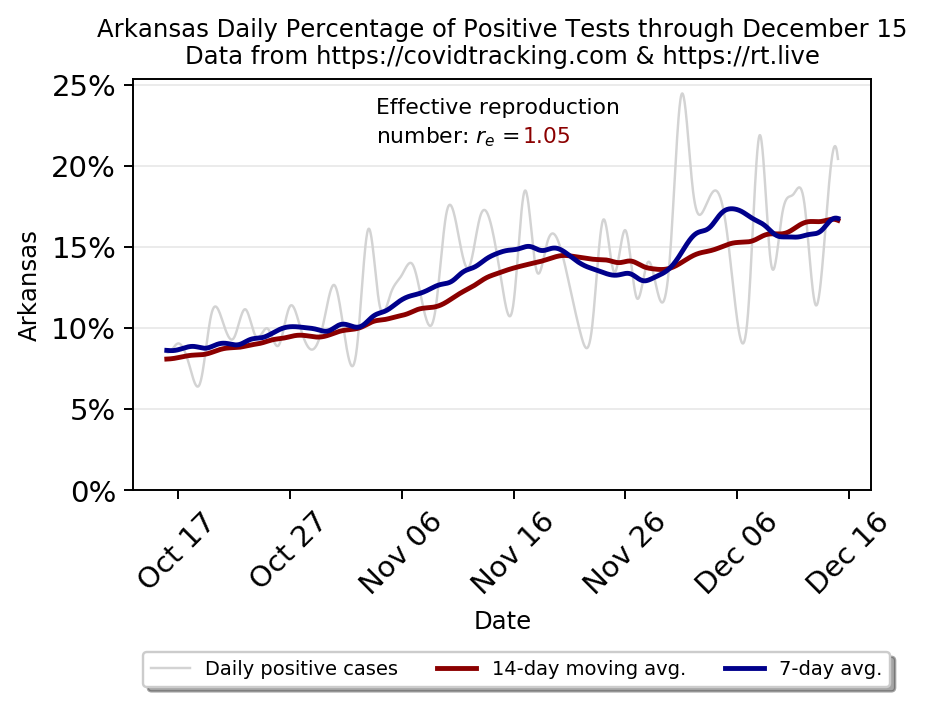 Arkansas Daily Percentage of Positive Tests through December 15
Data from https://covidtracking.com & https://rt.live
25%
Effective reproduction
number: rₑ =1.05
20%
15%
10%
5%
0%
Arkansas
Oct 17
Oct 27
Nov 06
Nov 16
Nov 26
Dec 06
Dec 16
Date
Daily positive cases
14-day moving avg.
7-day avg.